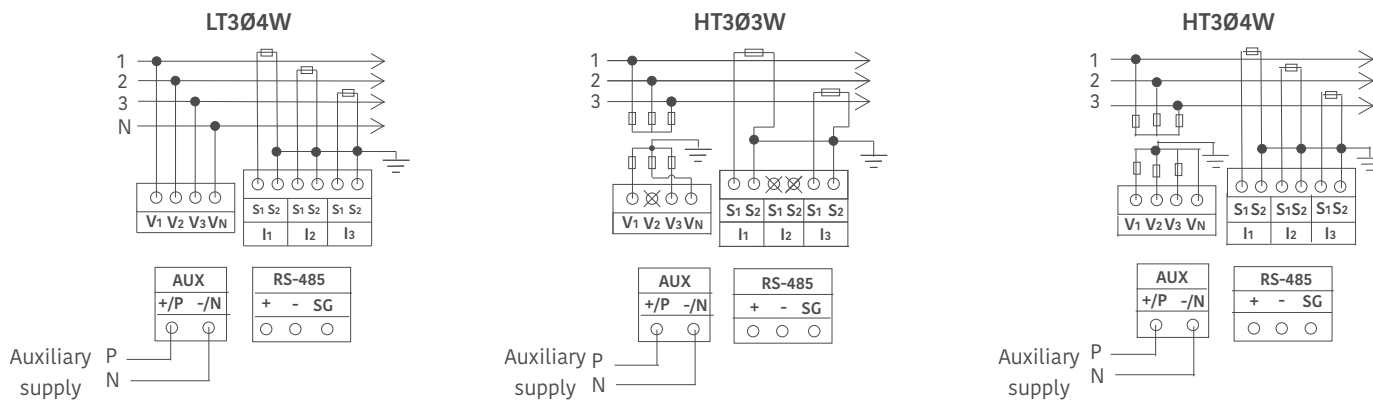 LT3Ø4W
1
2
3
N
V1 V2 V3 VN
S1 S2 S1 S2 S1 S2
I1 I2 I3
AUX
+/P -/N
RS-485
+ - SG
Auxiliary supply
P
N
HT3Ø3W
1
2
3
V1 V2 V3 VN
S1 S2 S1 S2 S1 S2
I1 I2 I3
AUX
+/P -/N
RS-485
+ - SG
Auxiliary supply
P
N
HT3Ø4W
1
2
3
V1 V2 V3 VN
S1 S2 S1 S2 S1 S2
I1 I2 I3
AUX
+/P -/N
RS-485
+ - SG
Auxiliary supply
P
N